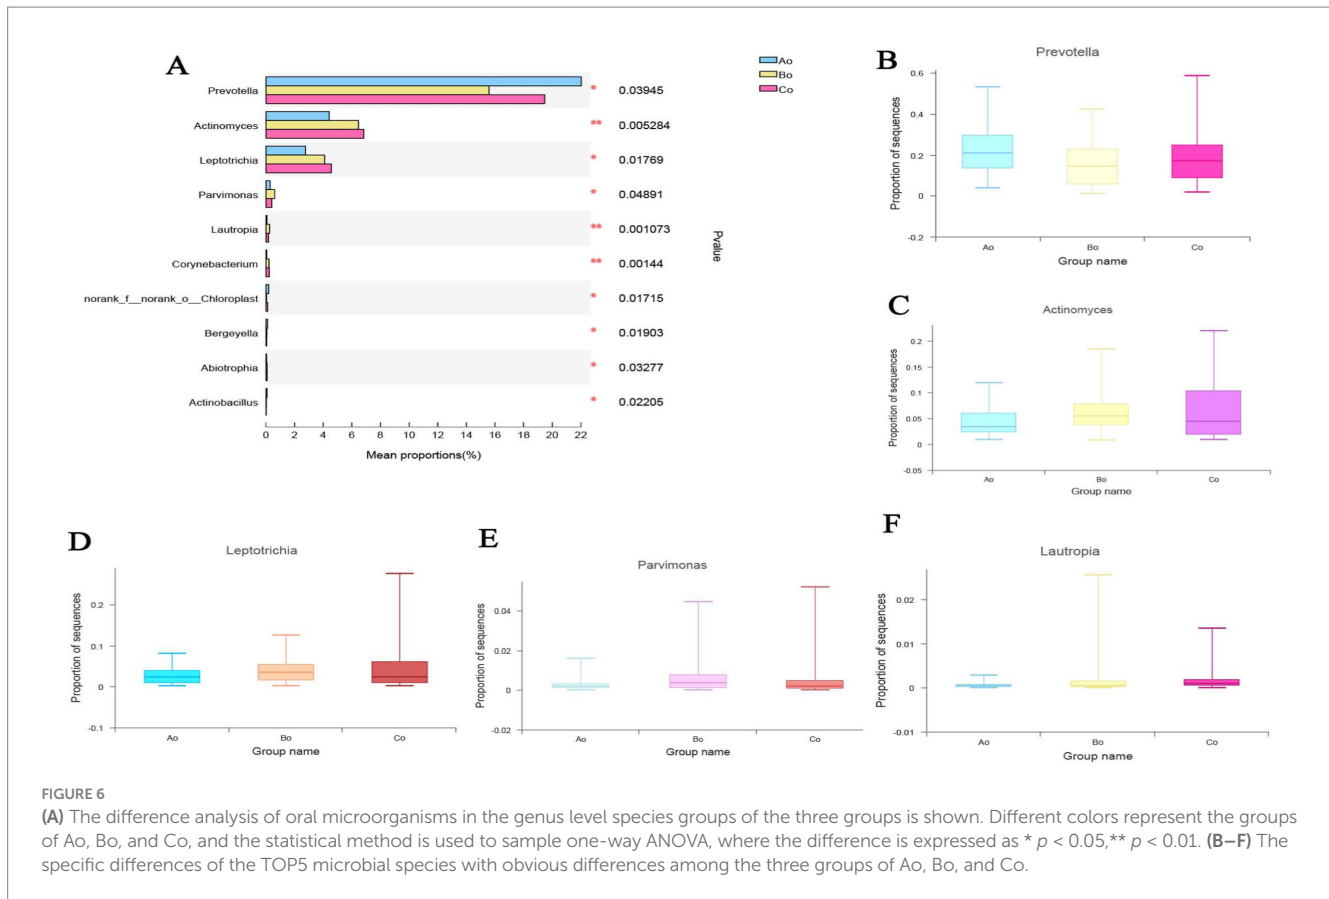 A
Ao
Bo
Co
Prevotella
* 0.03945
Actinomyces
** 0.005284
Leptotrichia
* 0.01769
Parvimonas
* 0.04891
Lautropia
** 0.001073
Corynebacterium
** 0.00144
norank_f__norank_o__Chloroplast
* 0.01715
Bergeyella
* 0.01903
Abiotrophia
* 0.03277
Actinobacillus
* 0.02205
Pvalue
0 2 4 6 8 10 12 14 16 18 20 22
Mean proportions(%)
B
Prevotella
Proportion of sequences
0.6
0.4
0.2
0
-0.2
Ao Bo Co
Group name
C
Actinomyces
Proportion of sequences
0.2
0.15
0.1
0.05
0
-0.05
Ao Bo Co
Group name
D
Leptotrichia
Proportion of sequences
0.2
0.1
0
-0.1
Ao Bo Co
Group name
E
Parvimonas
Proportion of sequences
0.04
0.02
0
-0.02
Ao Bo Co
Group name
F
Lautropia
Proportion of sequences
0.02
0.01
0
-0.01
Ao Bo Co
Group name
FIGURE 6
(A) The difference analysis of oral microorganisms in the genus level species groups of the three groups is shown. Different colors represent the groups
of Ao, Bo, and Co, and the statistical method is used to sample one-way ANOVA, where the difference is expressed as * p < 0.05,** p < 0.01. (B–F) The
specific differences of the TOP5 microbial species with obvious differences among the three groups of Ao, Bo, and Co.